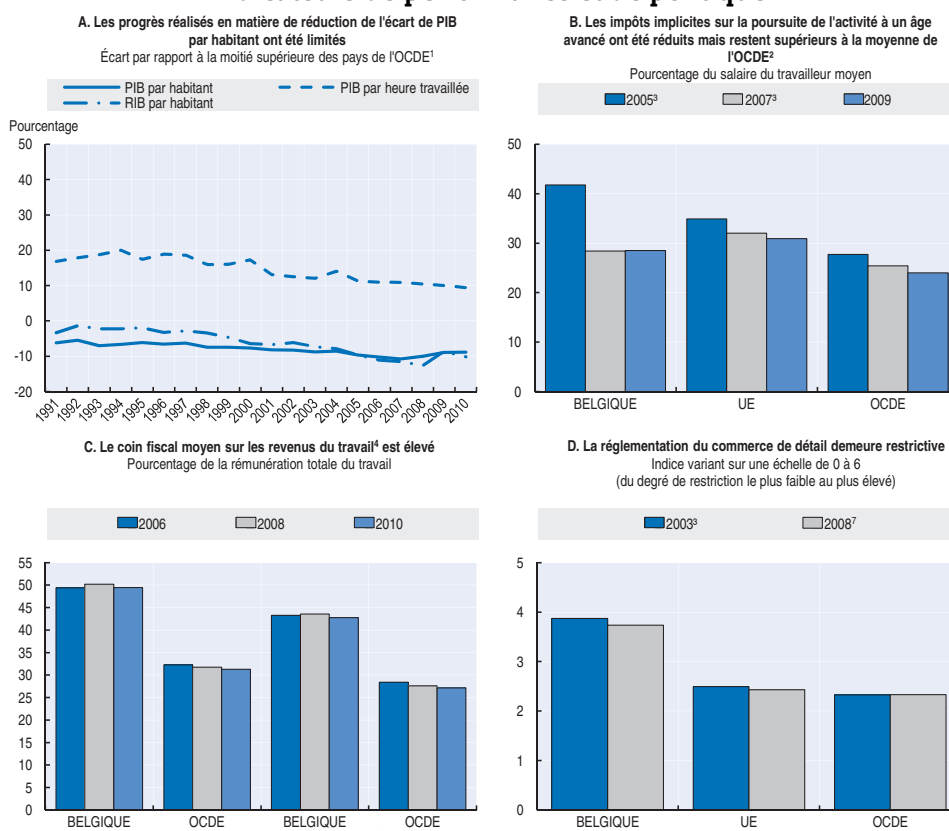 A. Les progrès réalisés en matière de réduction de l'écart de PIB
par habitant ont été limités
Écart par rapport à la moitié supérieure des pays de l'OCDE¹
PIB par habitant
PIB par heure travaillée
RIB par habitant
Pourcentage
50
40
30
20
10
0
-10
-20
1991 1992 1993 1994 1995 1996 1997 1998 1999 2000 2001 2002 2003 2004 2005 2006 2007 2008 2009 2010
B. Les impôts implicites sur la poursuite de l'activité à un âge
avancé ont été réduits mais restent supérieurs à la moyenne de
l'OCDE²
Pourcentage du salaire du travailleur moyen
2005³ 2007³ 2009
50
40
30
20
10
0
BELGIQUE UE OCDE
C. Le coin fiscal moyen sur les revenus du travail⁴ est élevé
Pourcentage de la rémunération totale du travail
2006 2008 2010
55
50
45
40
35
30
25
20
15
10
5
0
BELGIQUE OCDE BELGIQUE OCDE
D. La réglementation du commerce de détail demeure restrictive
Indice variant sur une échelle de 0 à 6
(du degré de restriction le plus faible au plus élevé)
2003³ 2008⁷
5
4
3
2
1
0
BELGIQUE UE OCDE